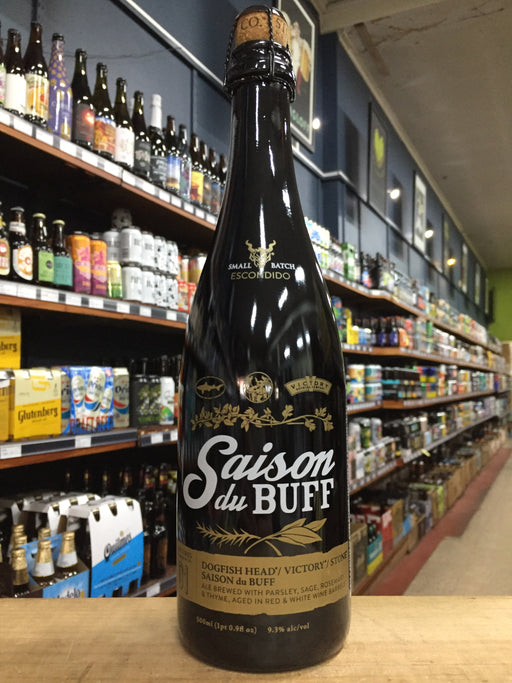 CO.
SMALL BATCH
ESCONDIDO
VICTORY
Saison
du BUFF
DOGFISH HEAD*/ VICTORY*/ STONE
SAISON du BUFF
ALE BREWED WITH PARSLEY, SAGE, ROSEMARY
& THYME, AGED IN RED & WHITE WINE BARRELS
500ml (1pt 0.9fl oz) 9.3% alc/vol
Glutenberg